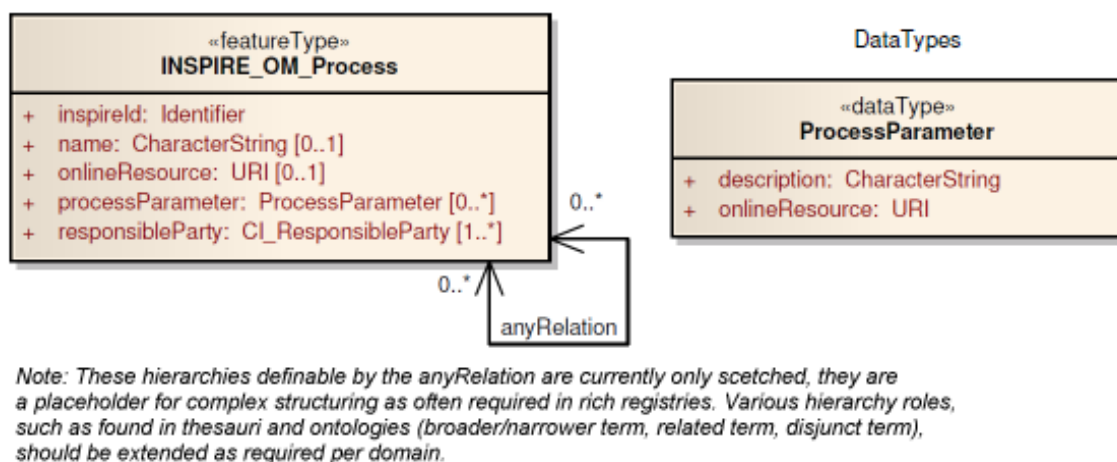 «featureType»
INSPIRE_OM_Process
+ inspireId: Identifier
+ name: CharacterString [0..1]
+ onlineResource: URI [0..1]
+ processParameter: ProcessParameter [0..*]
+ responsibleParty: CI_ResponsibleParty [1..*]
0..*
0..*
anyRelation
DataTypes
«dataType»
ProcessParameter
+ description: CharacterString
+ onlineResource: URI
Note: These hierarchies definable by the anyRelation are currently only scetched, they are
a placeholder for complex structuring as often required in rich registries. Various hierarchy roles,
such as found in thesauri and ontologies (broader/narrower term, related term, disjunct term),
should be extended as required per domain.